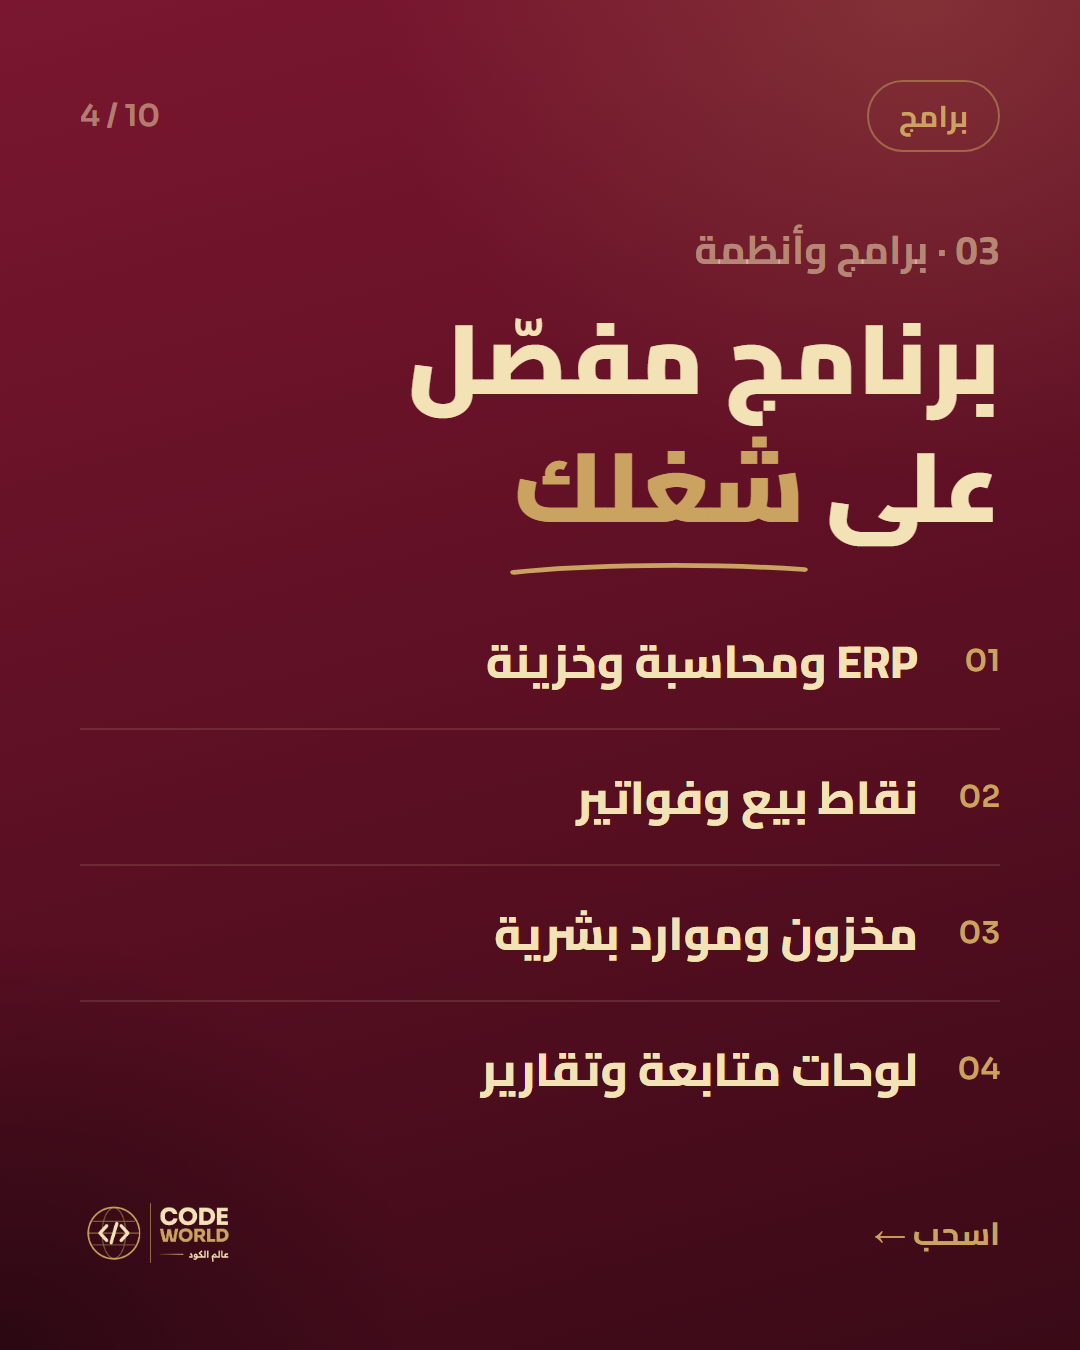 برامج
4 / 10
03 · برامج وأنظمة
برنامج مفصّل
على شغلك
01 ERP ومحاسبة وخزينة
02 نقاط بيع وفواتير
03 مخزون وموارد بشرية
04 لوحات متابعة وتقارير
اسحب ←
</>
CODE
WORLD
عالم الكود